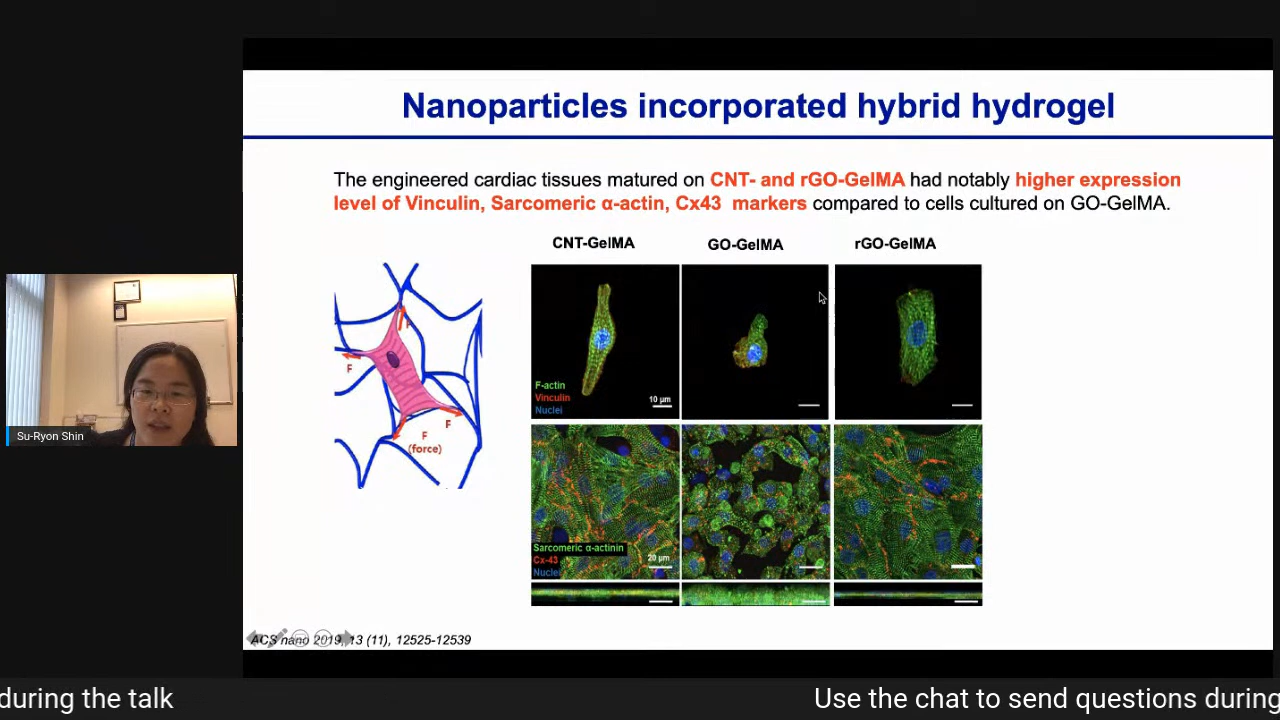 Nanoparticles incorporated hybrid hydrogel
The engineered cardiac tissues matured on CNT- and rGO-GelMA had notably higher expression
level of Vinculin, Sarcomeric α-actin, Cx43 markers compared to cells cultured on GO-GelMA.
CNT-GelMA
GO-GelMA
rGO-GelMA
F
F
F
F
(force)
F-actin
Vinculin
Nuclei
10 μm
Sarcomeric α-actinin
Cx-43
Nuclei
20 μm
Su-Ryon Shin
ACS nano 2019, 13 (11), 12525-12539
during the talk
Use the chat to send questions during